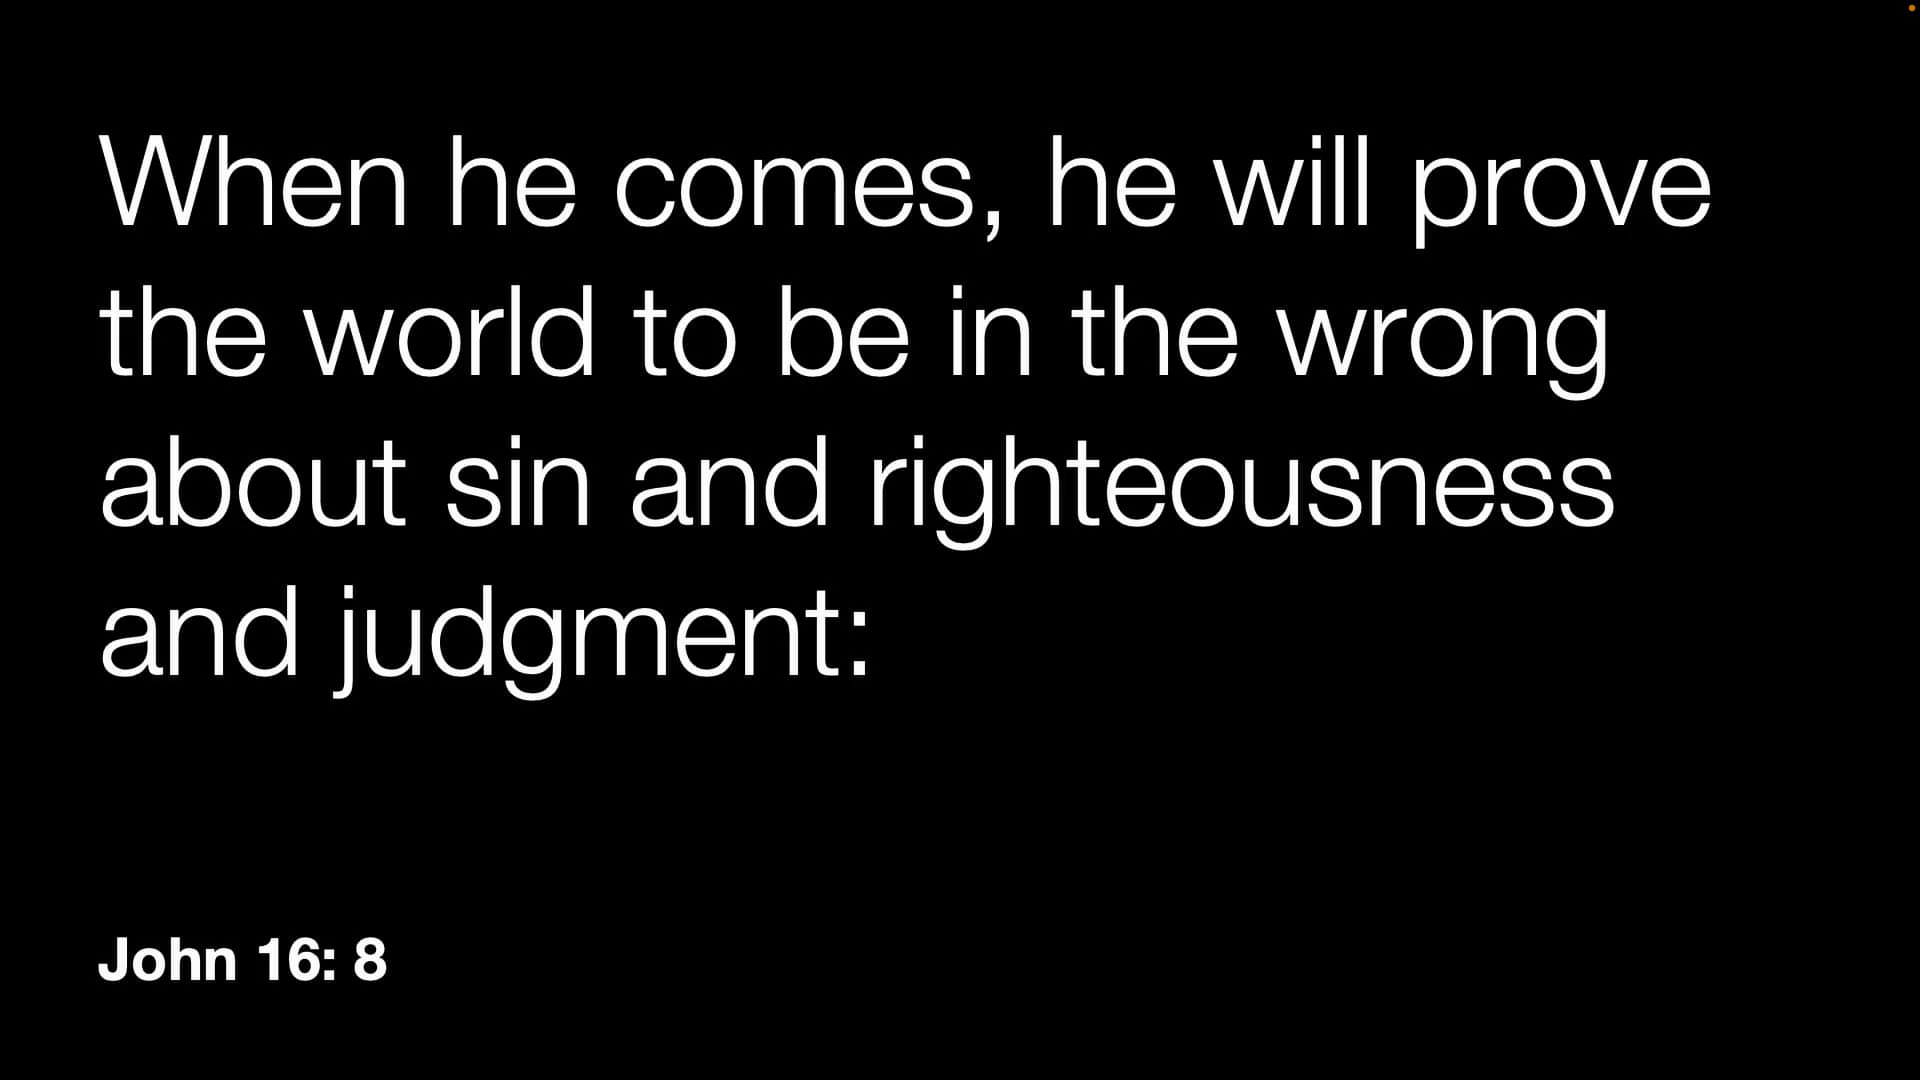 When he comes, he will prove
the world to be in the wrong
about sin and righteousness
and judgment:
John 16: 8